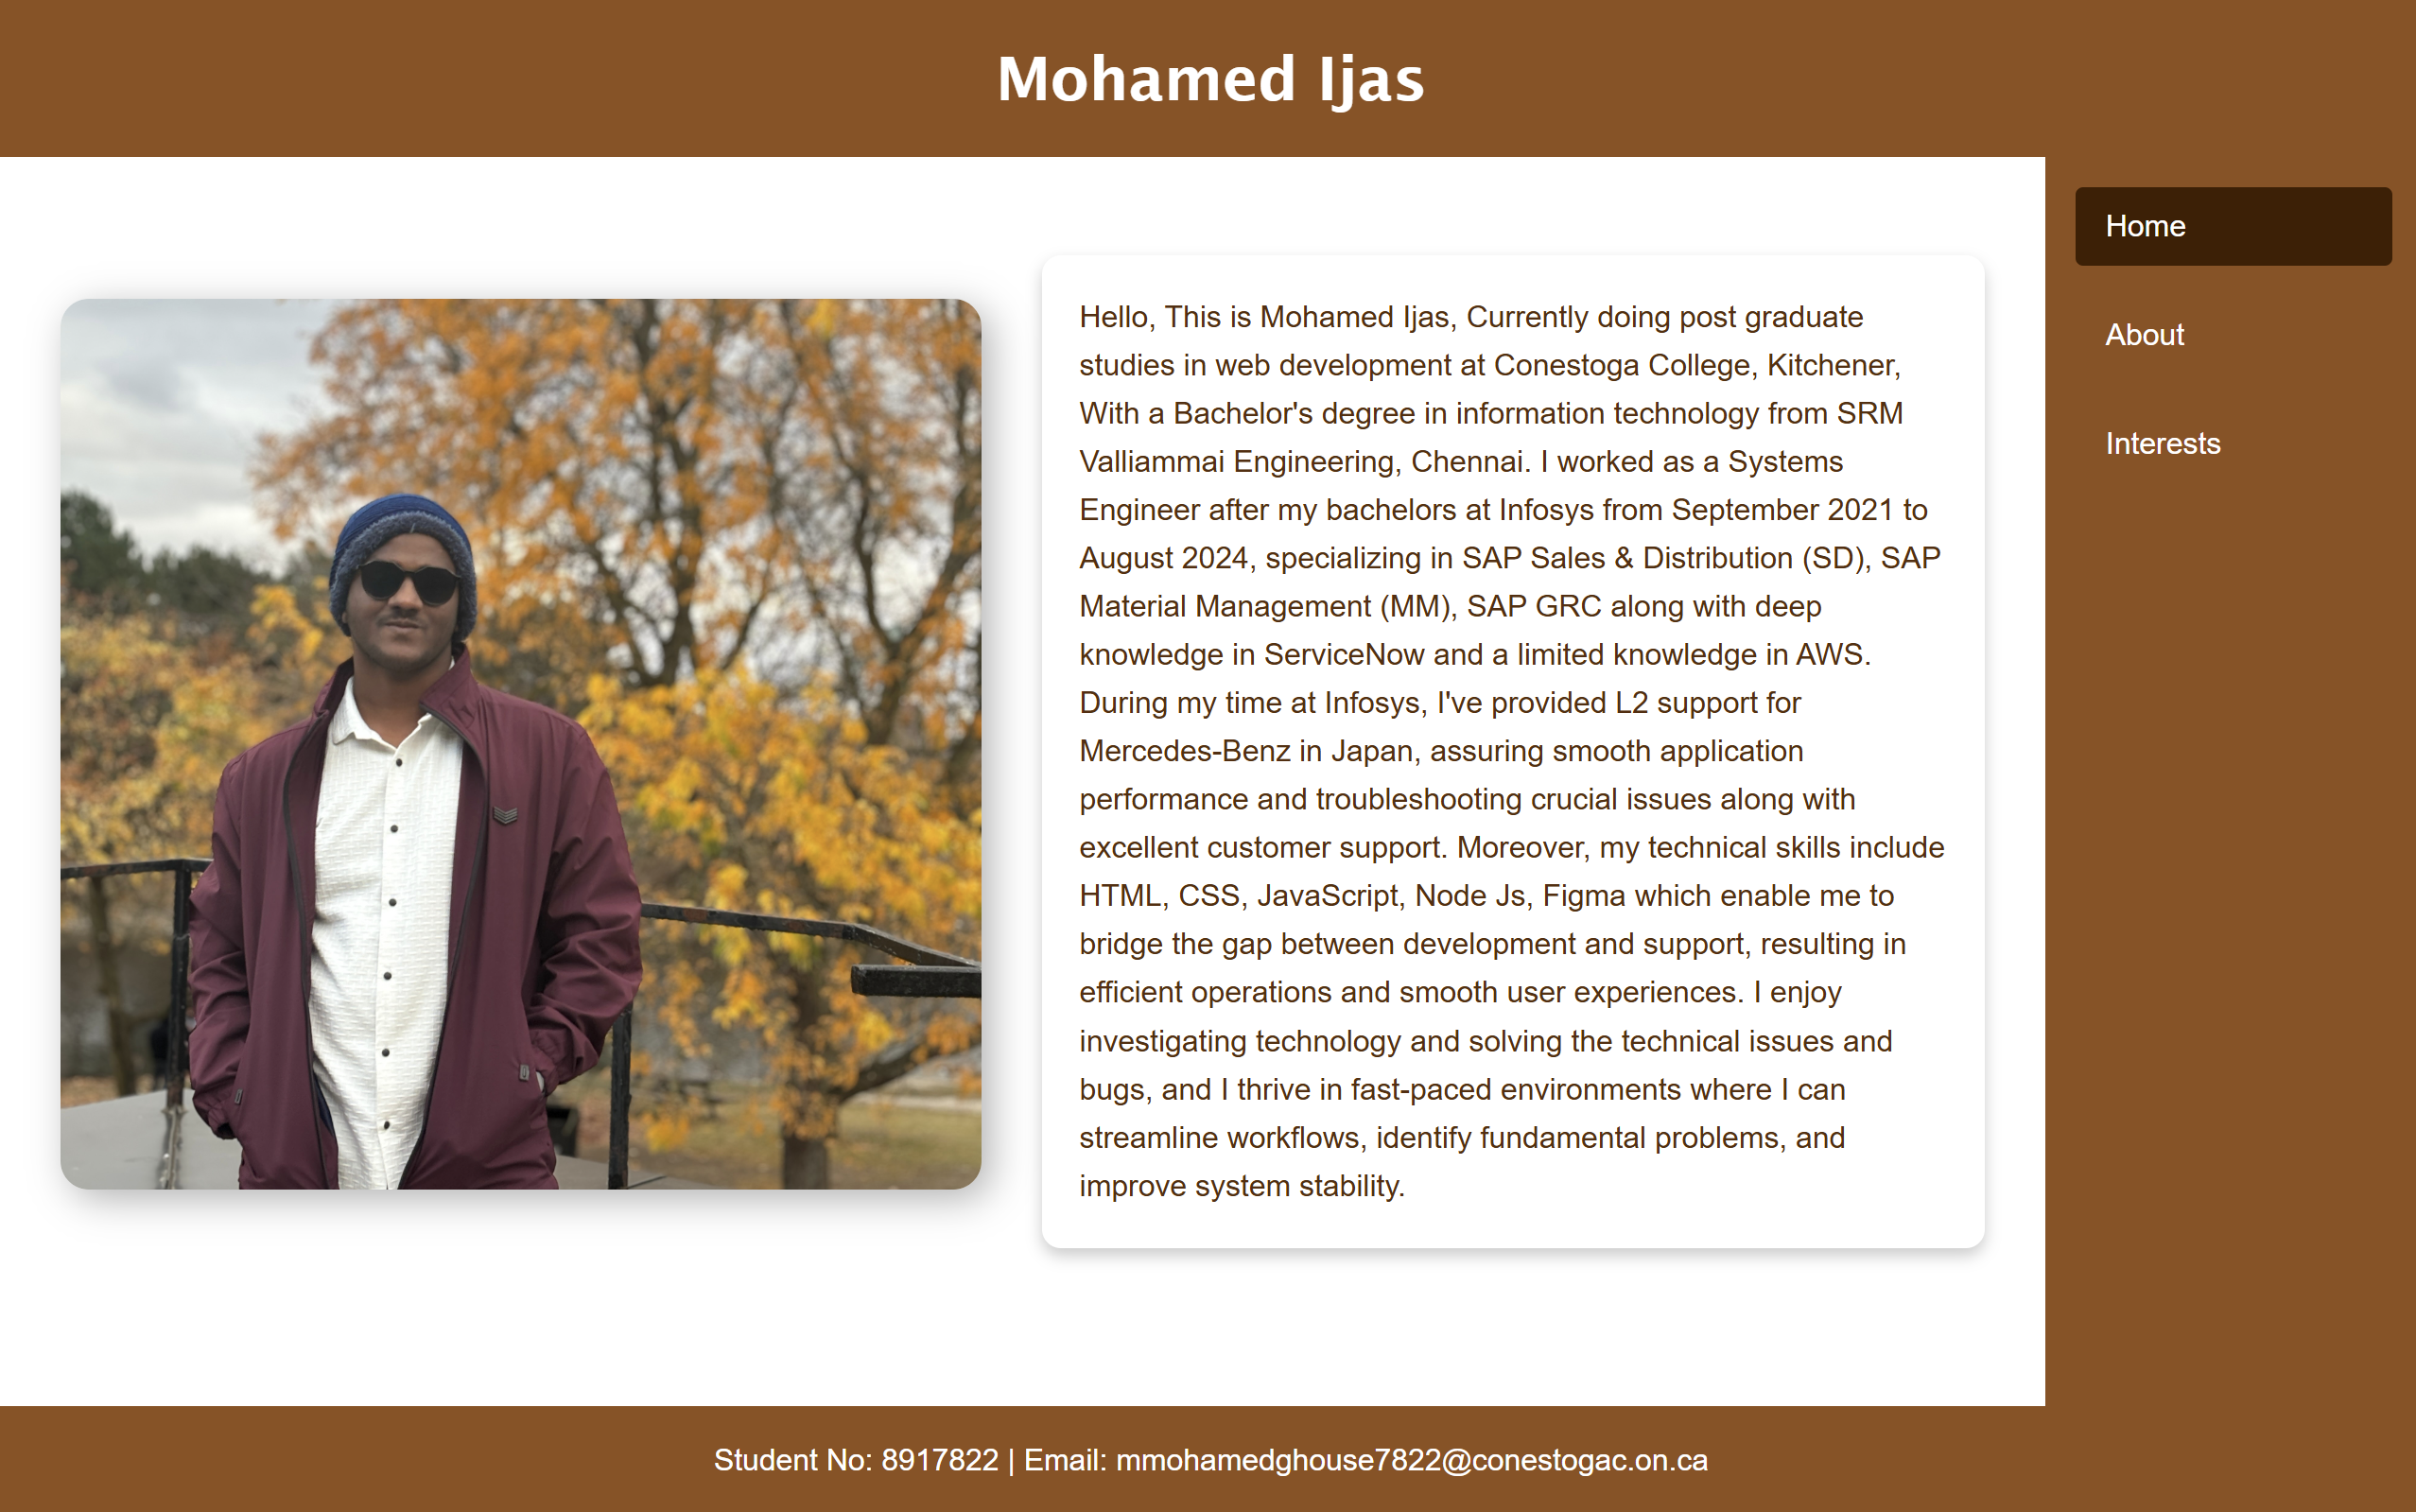 Mohamed Ijas
Home
About
Interests
Hello, This is Mohamed Ijas, Currently doing post graduate
studies in web development at Conestoga College, Kitchener,
With a Bachelor's degree in information technology from SRM
Valliammai Engineering, Chennai. I worked as a Systems
Engineer after my bachelors at Infosys from September 2021 to
August 2024, specializing in SAP Sales & Distribution (SD), SAP
Material Management (MM), SAP GRC along with deep
knowledge in ServiceNow and a limited knowledge in AWS.
During my time at Infosys, I've provided L2 support for
Mercedes-Benz in Japan, assuring smooth application
performance and troubleshooting crucial issues along with
excellent customer support. Moreover, my technical skills include
HTML, CSS, JavaScript, Node Js, Figma which enable me to
bridge the gap between development and support, resulting in
efficient operations and smooth user experiences. I enjoy
investigating technology and solving the technical issues and
bugs, and I thrive in fast-paced environments where I can
streamline workflows, identify fundamental problems, and
improve system stability.
Student No: 8917822 | Email: mmohamedghouse7822@conestogac.on.ca